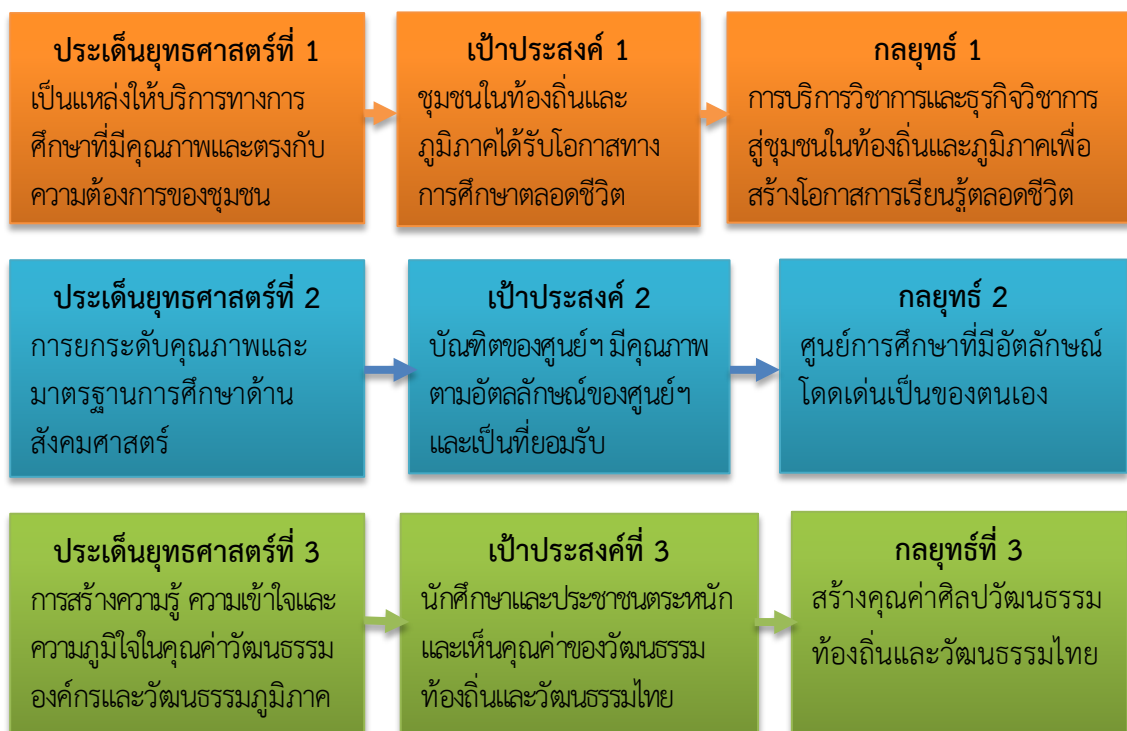 ประเด็นยุทธศาสตร์ที่ 1
เป็นแหล่งให้บริการทางการ
ศึกษาที่มีคุณภาพและตรงกับ
ความต้องการของชุมชน
เป้าประสงค์ 1
ชุมชนในท้องถิ่นและ
ภูมิภาคได้รับโอกาสทาง
การศึกษาตลอดชีวิต
กลยุทธ์ 1
การบริการวิชาการและธุรกิจวิชาการ
สู่ชุมชนในท้องถิ่นและภูมิภาคเพื่อ
สร้างโอกาสการเรียนรู้ตลอดชีวิต
ประเด็นยุทธศาสตร์ที่ 2
การยกระดับคุณภาพและ
มาตรฐานการศึกษาด้าน
สังคมศาสตร์
เป้าประสงค์ 2
บัณฑิตของศูนย์ฯ มีคุณภาพ
ตามอัตลลักษณ์ของศูนย์ฯ
และเป็นที่ยอมรับ
กลยุทธ์ 2
ศูนย์การศึกษาที่มีอัตลักษณ์
โดดเด่นเป็นของตนเอง
ประเด็นยุทธศาสตร์ที่ 3
การสร้างความรู้ ความเข้าใจและ
ความภูมิใจในคุณค่าวัฒนธรรม
องค์กรและวัฒนธรรมภูมิภาค
เป้าประสงค์ที่ 3
นักศึกษาและประชาชนตระหนัก
และเห็นคุณค่าของวัฒนธรรม
ท้องถิ่นและวัฒนธรรมไทย
กลยุทธ์ที่ 3
สร้างคุณค่าศิลปวัฒนธรรม
ท้องถิ่นและวัฒนธรรมไทย